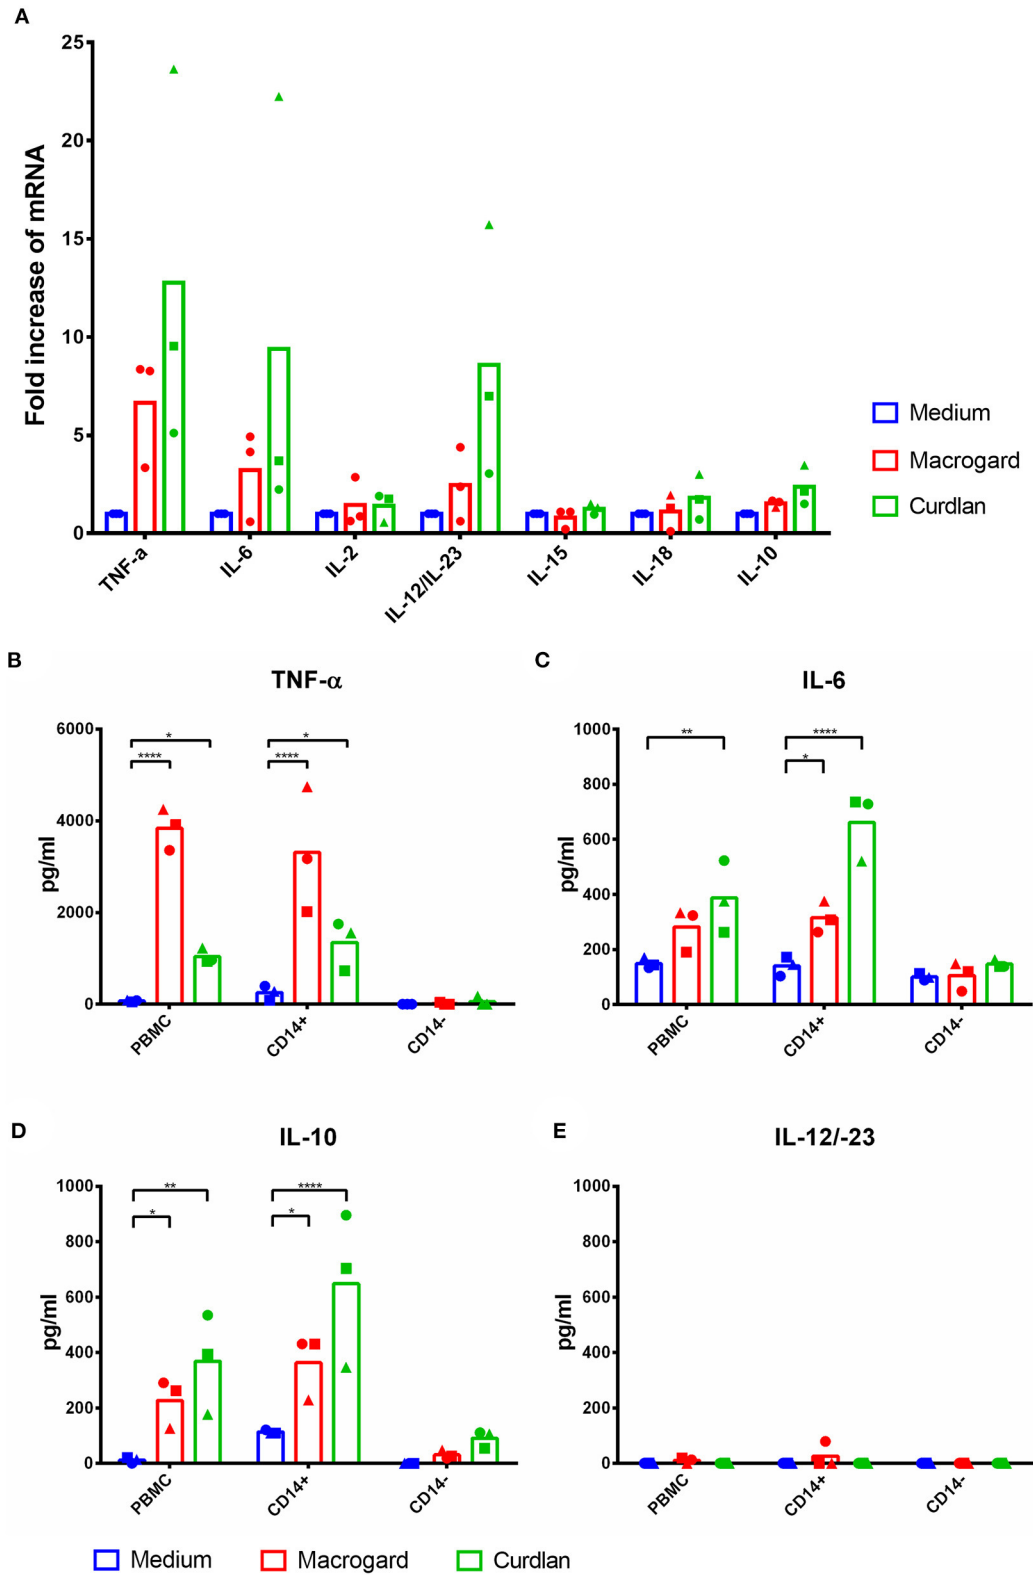 A
25
20
15
10
5
0
Fold increase of mRNA
TNF-a
IL-6
IL-2
IL-12/IL-23
IL-15
IL-18
IL-10
Medium
Macrogard
Curdlan
B
TNF-α
6000
4000
2000
0
pg/ml
*
****
*
****
PBMC
CD14+
CD14-
C
IL-6
1000
800
600
400
200
0
pg/ml
**
****
*
PBMC
CD14+
CD14-
D
IL-10
1000
800
600
400
200
0
pg/ml
**
*
****
*
PBMC
CD14+
CD14-
E
IL-12/-23
1000
800
600
400
200
0
pg/ml
PBMC
CD14+
CD14-
Medium
Macrogard
Curdlan